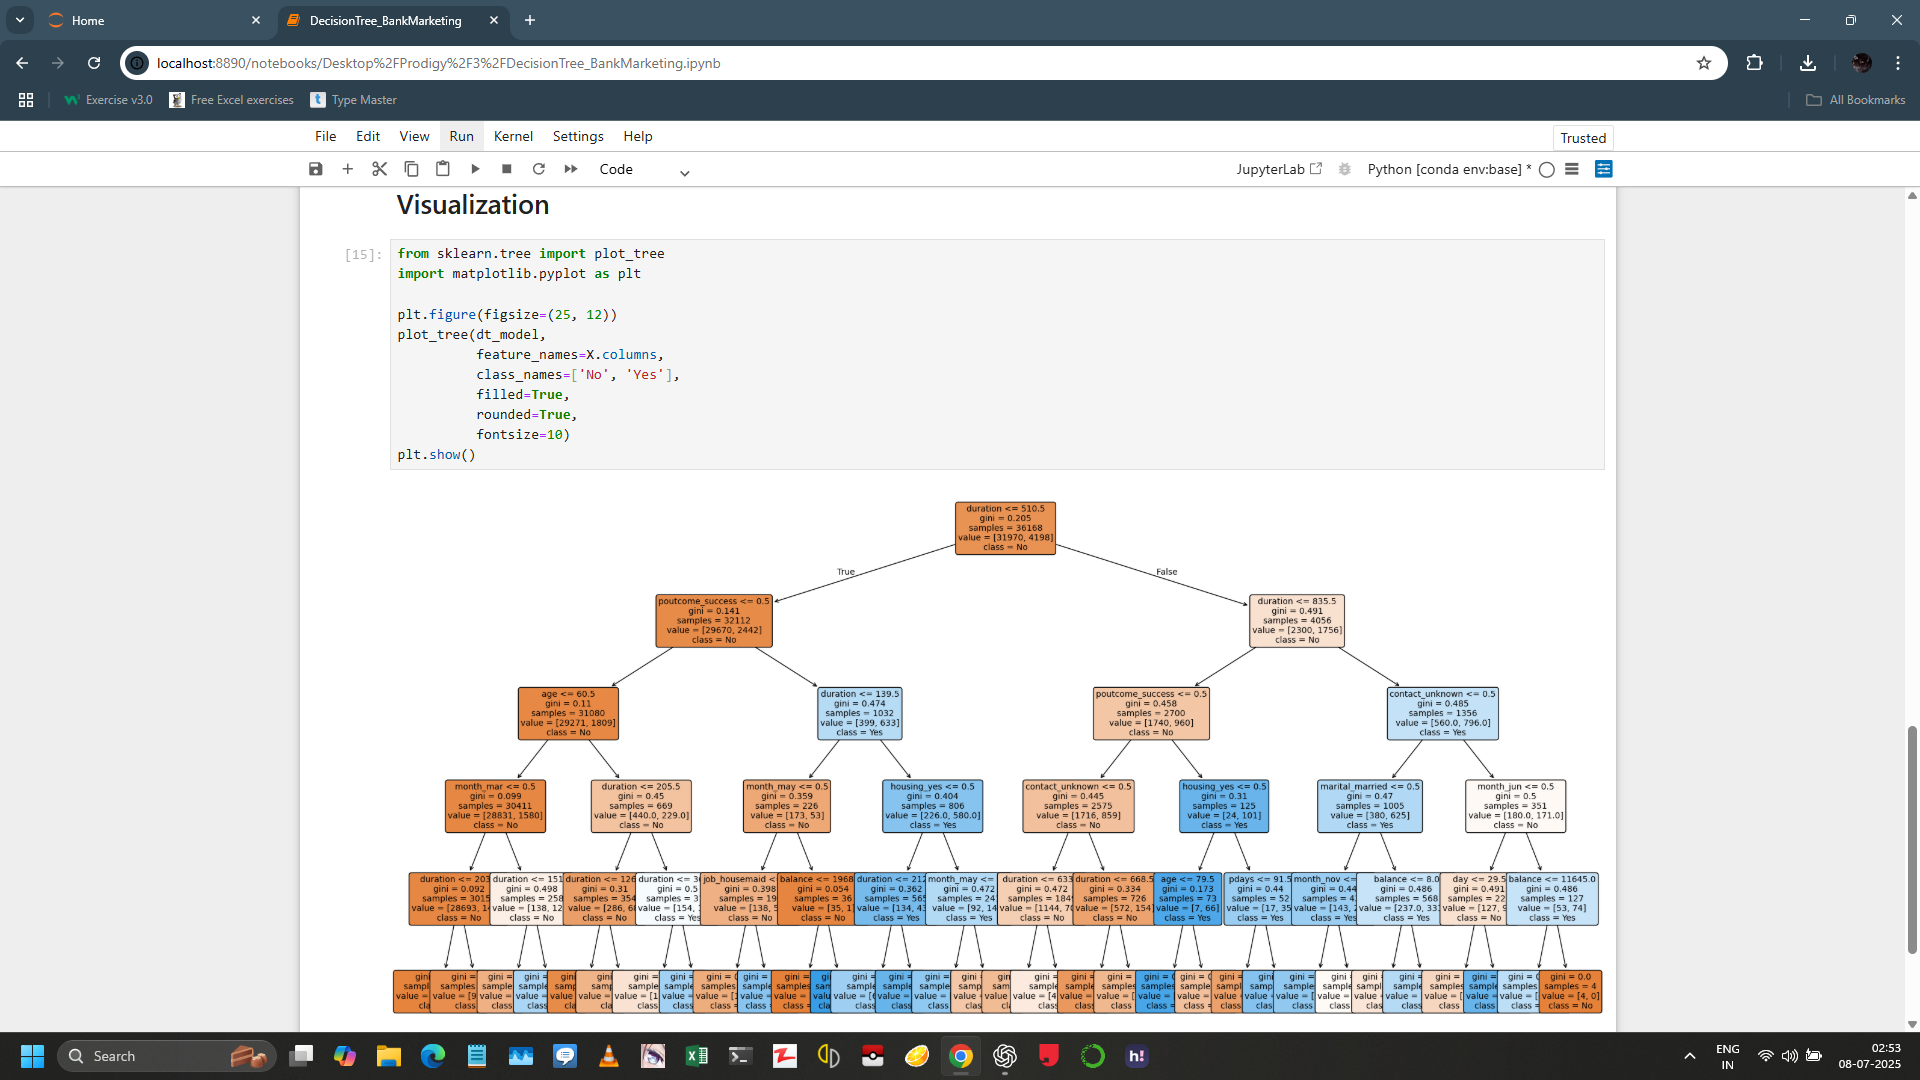 Home
DecisionTree_BankMarketing
localhost:8890/notebooks/Desktop%2FProdigy%2F3%2FDecisionTree_BankMarketing.ipynb
Exercise v3.0
Free Excel exercises
Type Master
All Bookmarks
File Edit View Run Kernel Settings Help
Trusted
Code
JupyterLab
Python [conda env:base] *
Visualization
[15]:
from sklearn.tree import plot_tree
import matplotlib.pyplot as plt
plt.figure(figsize=(25, 12))
plot_tree(dt_model,
feature_names=X.columns,
class_names=['No', 'Yes'],
filled=True,
rounded=True,
fontsize=10)
plt.show()
duration <= 510.5
gini = 0.205
samples = 36168
value = [31970, 4198]
class = No
True
False
poutcome_success <= 0.5
gini = 0.141
samples = 32112
value = [29670, 2442]
class = No
duration <= 835.5
gini = 0.491
samples = 4056
value = [2300, 1756]
class = No
age <= 60.5
gini = 0.11
samples = 31080
value = [29271, 1809]
class = No
duration <= 139.5
gini = 0.474
samples = 1032
value = [399, 633]
class = Yes
poutcome_success <= 0.5
gini = 0.458
samples = 2700
value = [1740, 960]
class = No
contact_unknown <= 0.5
gini = 0.485
samples = 1356
value = [560.0, 796.0]
class = Yes
month_mar <= 0.5
gini = 0.099
samples = 30411
value = [28831, 1580]
class = No
duration <= 205.5
gini = 0.45
samples = 669
value = [440.0, 229.0]
class = No
month_may <= 0.5
gini = 0.359
samples = 226
value = [173, 53]
class = No
housing_yes <= 0.5
gini = 0.404
samples = 806
value = [226.0, 580.0]
class = Yes
contact_unknown <= 0.5
gini = 0.445
samples = 2575
value = [1716, 859]
class = No
housing_yes <= 0.5
gini = 0.31
samples = 125
value = [24, 101]
class = Yes
marital_married <= 0.5
gini = 0.47
samples = 1005
value = [380, 625]
class = Yes
month_jun <= 0.5
gini = 0.5
samples = 351
value = [180.0, 171.0]
class = No
duration <= 203
gini = 0.092
samples = 3015
value = [28693, 1
class = No
duration <= 151
gini = 0.498
samples = 258
value = [138, 12
class = No
duration <= 126
gini = 0.31
samples = 354
value = [286, 6
class = No
duration <= 3
gini = 0.5
samples = 3
value = [154,
class = Yes
job_housemaid <
gini = 0.398
samples = 19
value = [138, 5
class = No
balance <= 1968
gini = 0.054
samples = 36
value = [35, 1
class = No
duration <= 212
gini = 0.362
samples = 565
value = [134, 43
class = Yes
month_may <=
gini = 0.472
samples = 24
value = [92, 14
class = Yes
duration <= 633
gini = 0.472
samples = 184
value = [1144, 70
class = No
duration <= 668.5
gini = 0.334
samples = 726
value = [572, 154]
class = No
age <= 79.5
gini = 0.173
samples = 73
value = [7, 66]
class = Yes
pdays <= 91.5
gini = 0.44
samples = 52
value = [17, 35
class = Yes
month_nov <=
gini = 0.44
samples = 4
value = [143, 2
class = Yes
balance <= 8.0
gini = 0.486
samples = 568
value = [237.0, 33
class = Yes
day <= 29.5
gini = 0.491
samples = 22
value = [127, 9
class = No
balance <= 11645.0
gini = 0.486
samples = 127
value = [53, 74]
class = Yes
gini = 0.0
samples = 4
value = [4, 0]
class = No
Search
ENG
IN
02:53
08-07-2025